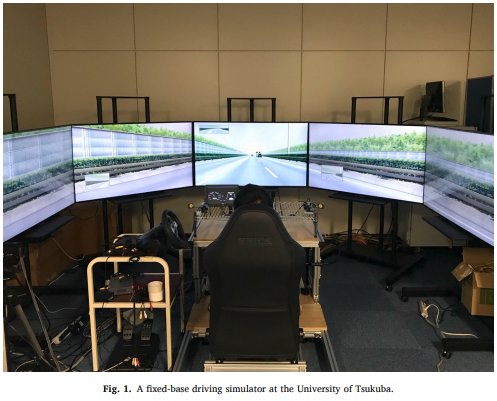 Fig. 1. A fixed-base driving simulator at the University of Tsukuba.